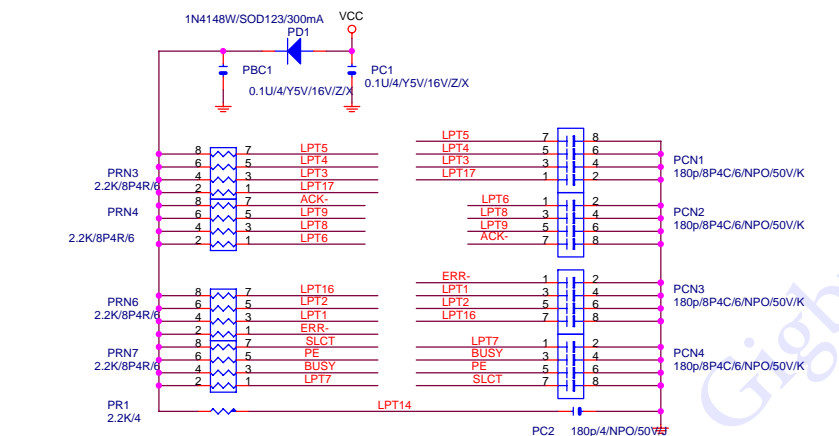 1N4148W/SOD123/300mA
VCC
PD1
PBC1
PC1
0.1U/4/Y5V/16V/Z/X
0.1U/4/Y5V/16V/Z/X
8 7 LPT5
6 5 LPT4
4 3 LPT3
2 1 LPT17
PRN3
2.2K/8P4R/6
8 7 ACK-
6 5 LPT9
4 3 LPT8
2 1 LPT6
PRN4
2.2K/8P4R/6
LPT5 7 8
LPT4 5 6
LPT3 3 4
LPT17 1 2
PCN1
180p/8P4C/6/NPO/50V/K
LPT6 1 2
LPT8 3 4
LPT9 5 6
ACK- 7 8
PCN2
180p/8P4C/6/NPO/50V/K
8 7 LPT16
6 5 LPT2
4 3 LPT1
2 1 ERR-
PRN6
2.2K/8P4R/6
8 7 SLCT
6 5 PE
4 3 BUSY
2 1 LPT7
PRN7
2.2K/8P4R/6
ERR- 1 2
LPT1 3 4
LPT2 5 6
LPT16 7 8
PCN3
180p/8P4C/6/NPO/50V/K
LPT7 1 2
BUSY 3 4
PE 5 6
SLCT 7 8
PCN4
180p/8P4C/6/NPO/50V/K
PR1
2.2K/4
LPT14
PC2
180p/4/NPO/50V/J